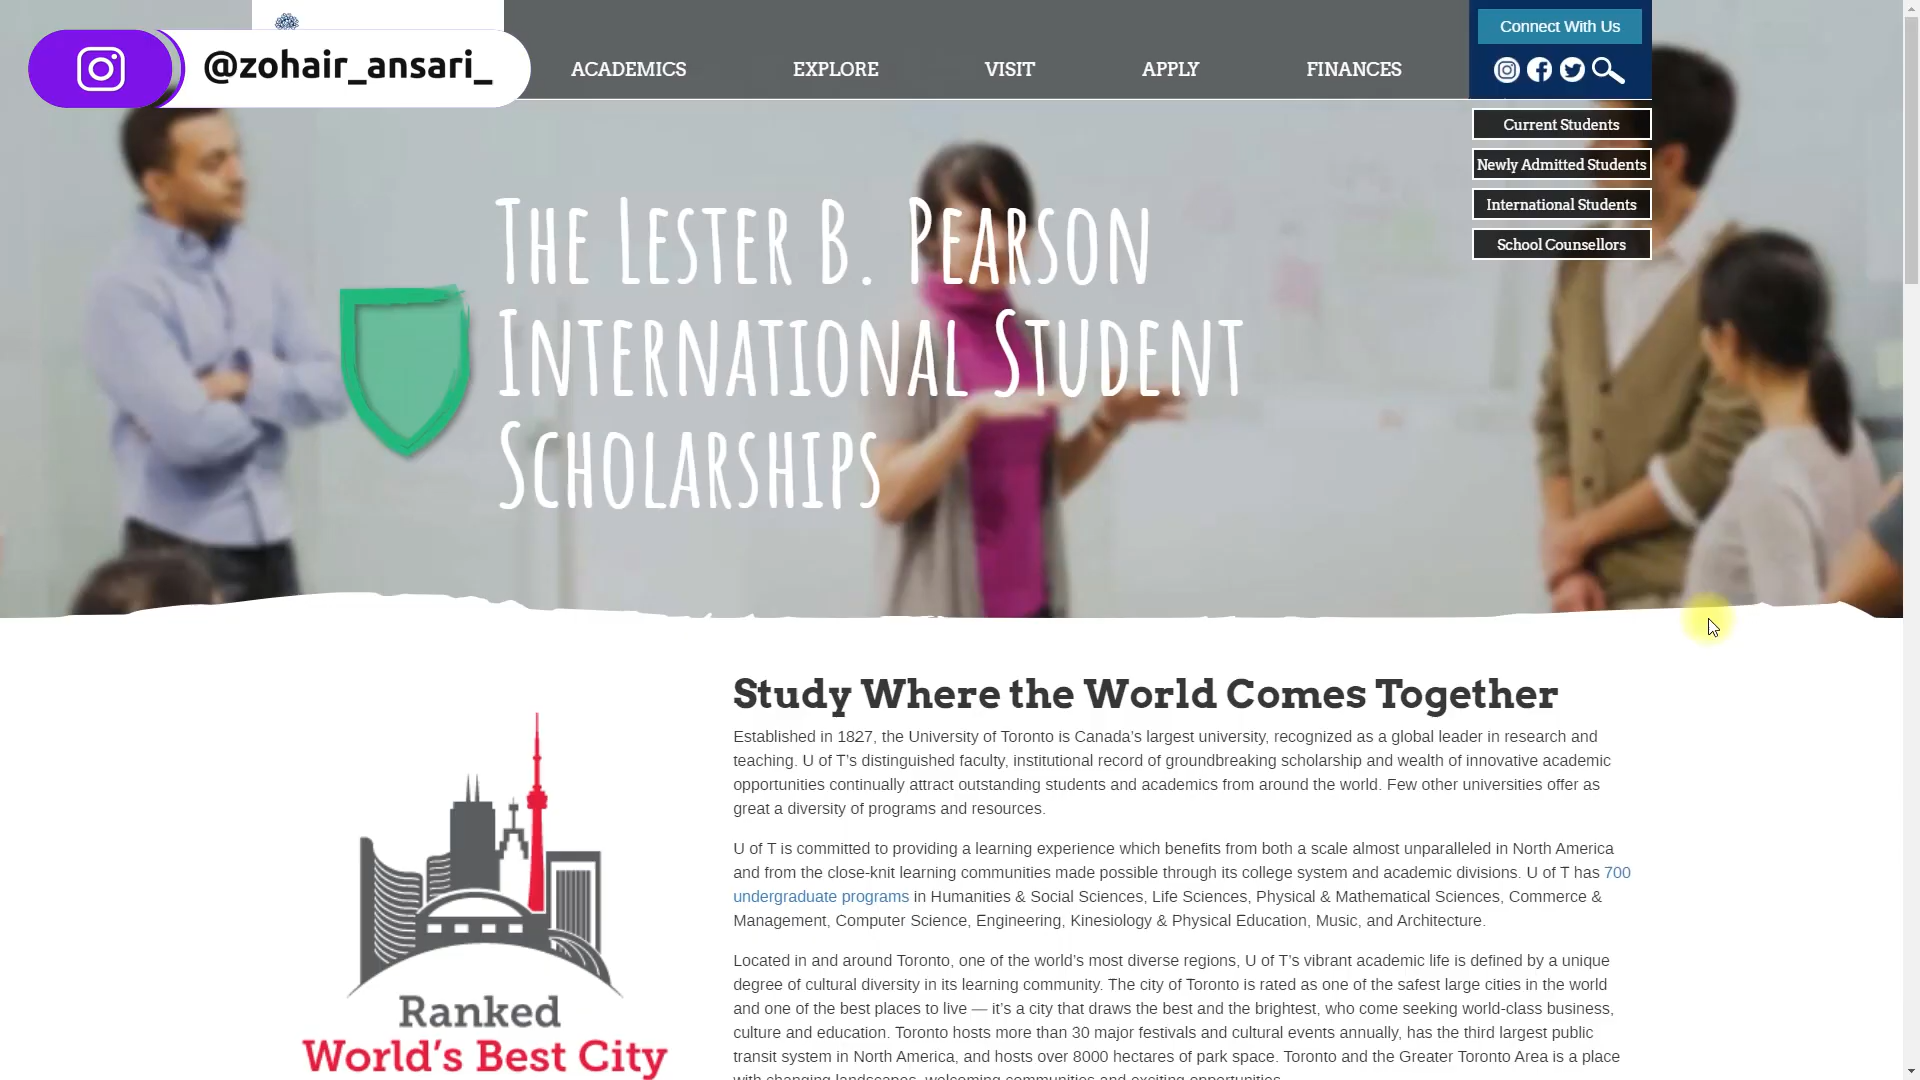 @zohair_ansari_
ACADEMICS
EXPLORE
VISIT
APPLY
FINANCES
Connect With Us
Current Students
Newly Admitted Students
International Students
School Counsellors
The Lester B. Pearson
International Student
Scholarships
Study Where the World Comes Together
Established in 1827, the University of Toronto is Canada’s largest university, recognized as a global leader in research and
teaching. U of T’s distinguished faculty, institutional record of groundbreaking scholarship and wealth of innovative academic
opportunities continually attract outstanding students and academics from around the world. Few other universities offer as
great a diversity of programs and resources.
U of T is committed to providing a learning experience which benefits from both a scale almost unparalleled in North America
and from the close-knit learning communities made possible through its college system and academic divisions. U of T has 700
undergraduate programs in Humanities & Social Sciences, Life Sciences, Physical & Mathematical Sciences, Commerce &
Management, Computer Science, Engineering, Kinesiology & Physical Education, Music, and Architecture.
Located in and around Toronto, one of the world’s most diverse regions, U of T’s vibrant academic life is defined by a unique
degree of cultural diversity in its learning community. The city of Toronto is rated as one of the safest large cities in the world
and one of the best places to live — it’s a city that draws the best and the brightest, who come seeking world-class business,
culture and education. Toronto hosts more than 30 major festivals and cultural events annually, has the third largest public
transit system in North America, and hosts over 8000 hectares of park space. Toronto and the Greater Toronto Area is a place
with changing landscapes, welcoming communities and exciting opportunities.
Ranked
World’s Best City